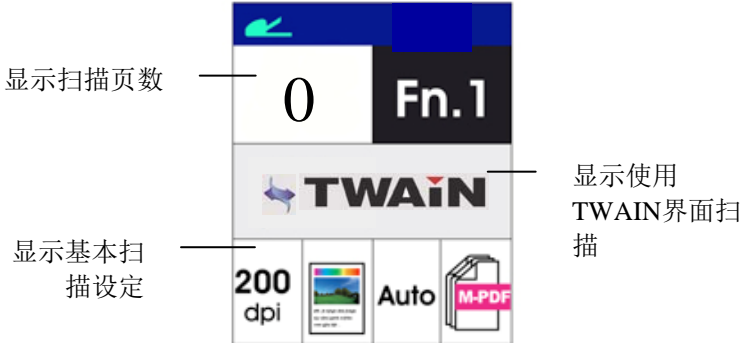 显示扫描页数
0
Fn.1
TWAiN
显示使用
TWAIN界面扫
描
显示基本扫
描设定
200
dpi
Auto
M-PDF